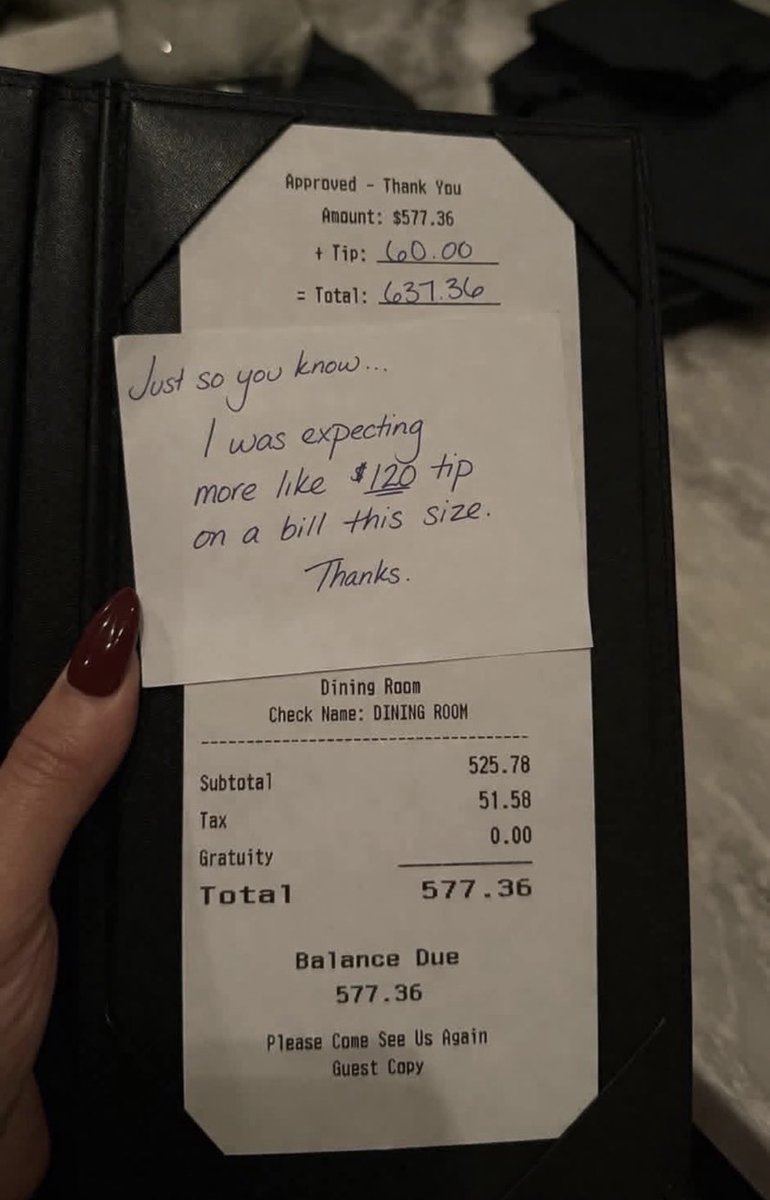 Approved - Thank You
Amount: $577.36
+ Tip: 60.00
= Total: 637.36
Just so you know...
I was expecting
more like $120 tip
on a bill this size.
Thanks.
Dining Room
Check Name: DINING ROOM
--------------------------------
Subtotal 525.78
Tax 51.58
Gratuity 0.00
Total 577.36
Balance Due
577.36
Please Come See Us Again
Guest Copy